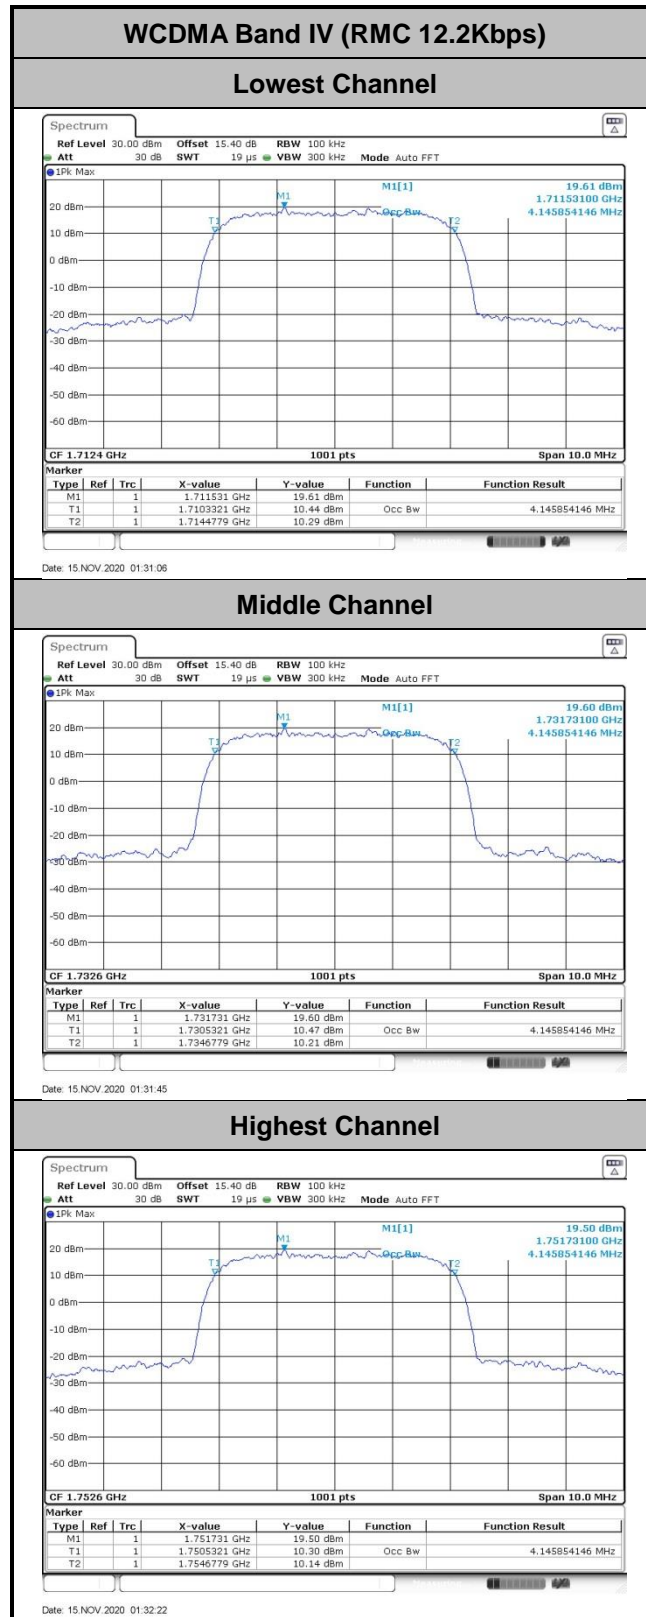 WCDMA Band IV (RMC 12.2Kbps)
Lowest Channel
Spectrum
Ref Level 30.00 dBm Offset 15.40 dB RBW 100 kHz
Att 30 dB SWT 19 µs VBW 300 kHz Mode Auto FFT
1Pk Max
M1[1] 19.61 dBm
1.71153100 GHz
Occ Bw 4.145854146 MHz
M1
T1
T2
20 dBm
10 dBm
0 dBm
-10 dBm
-20 dBm
-30 dBm
-40 dBm
-50 dBm
-60 dBm
CF 1.7124 GHz 1001 pts Span 10.0 MHz
Marker
Type Ref Trc X-value Y-value Function Function Result
M1 1 1.711531 GHz 19.61 dBm
T1 1 1.7103321 GHz 10.44 dBm Occ Bw 4.145854146 MHz
T2 1 1.7144779 GHz 10.29 dBm
Date: 15.NOV.2020 01:31:06
Middle Channel
Spectrum
Ref Level 30.00 dBm Offset 15.40 dB RBW 100 kHz
Att 30 dB SWT 19 µs VBW 300 kHz Mode Auto FFT
1Pk Max
M1[1] 19.60 dBm
1.73173100 GHz
Occ Bw 4.145854146 MHz
M1
T1
T2
20 dBm
10 dBm
0 dBm
-10 dBm
-20 dBm
-30 dBm
-40 dBm
-50 dBm
-60 dBm
CF 1.7326 GHz 1001 pts Span 10.0 MHz
Marker
Type Ref Trc X-value Y-value Function Function Result
M1 1 1.731731 GHz 19.60 dBm
T1 1 1.7305321 GHz 10.47 dBm Occ Bw 4.145854146 MHz
T2 1 1.7346779 GHz 10.21 dBm
Date: 15.NOV.2020 01:31:45
Highest Channel
Spectrum
Ref Level 30.00 dBm Offset 15.40 dB RBW 100 kHz
Att 30 dB SWT 19 µs VBW 300 kHz Mode Auto FFT
1Pk Max
M1[1] 19.50 dBm
1.75173100 GHz
Occ Bw 4.145854146 MHz
M1
T1
T2
20 dBm
10 dBm
0 dBm
-10 dBm
-20 dBm
-30 dBm
-40 dBm
-50 dBm
-60 dBm
CF 1.7526 GHz 1001 pts Span 10.0 MHz
Marker
Type Ref Trc X-value Y-value Function Function Result
M1 1 1.751731 GHz 19.50 dBm
T1 1 1.7505321 GHz 10.30 dBm Occ Bw 4.145854146 MHz
T2 1 1.7546779 GHz 10.14 dBm
Date: 15.NOV.2020 01:32:22